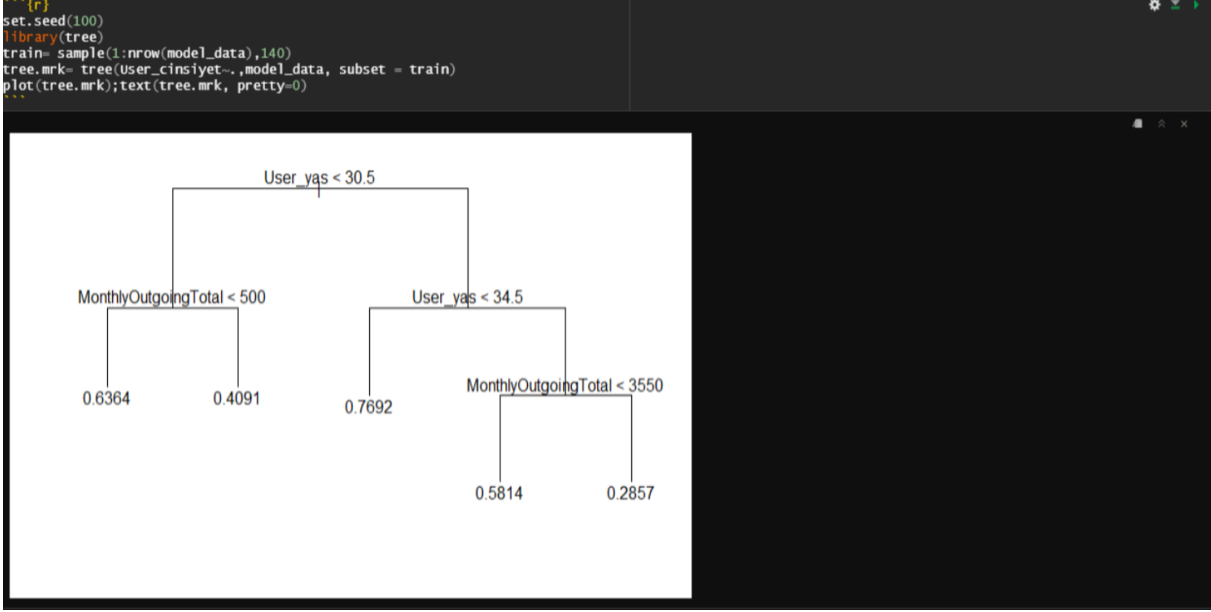 ```{r}
set.seed(100)
library(tree)
train= sample(1:nrow(model_data),140)
tree.mrk= tree(User_cinsiyet~.,model_data, subset = train)
plot(tree.mrk);text(tree.mrk, pretty=0)
```
User_yas < 30.5
MonthlyOutgoingTotal < 500
User_yas < 34.5
MonthlyOutgoingTotal < 3550
0.6364
0.4091
0.7692
0.5814
0.2857